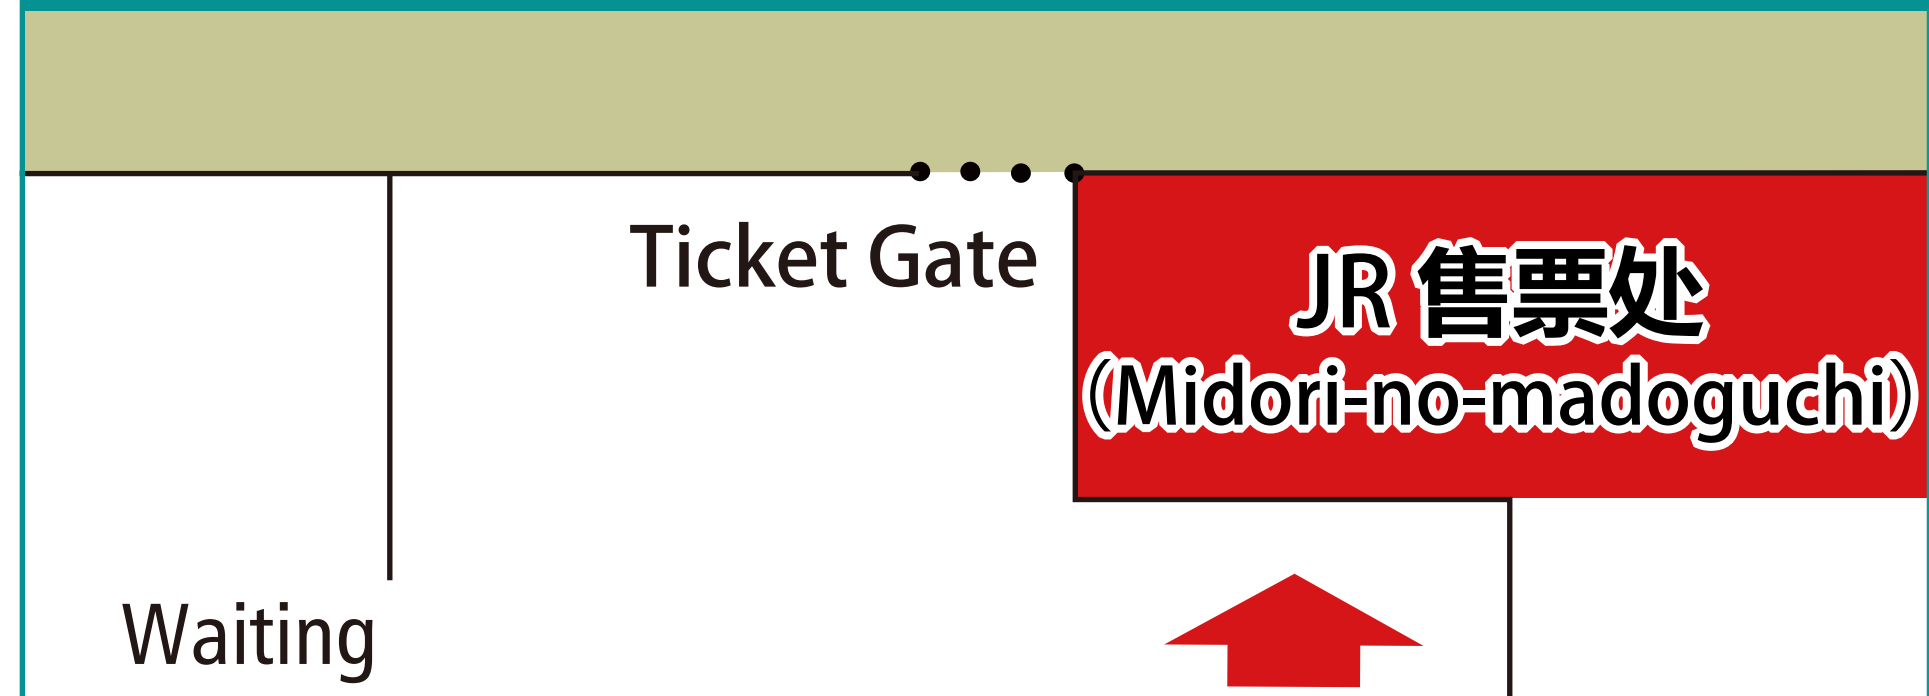 Ticket Gate
JR 售票处
(Midori-no-madoguchi)
Waiting